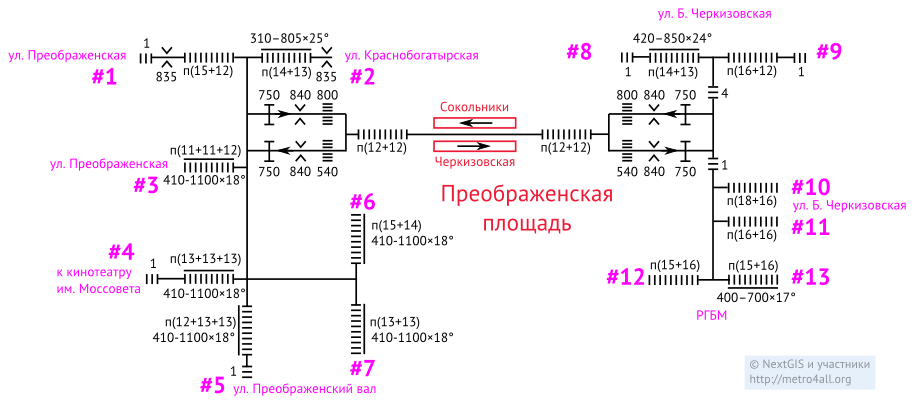 ул. Б. Черкизовская
310–805×25°
420–850×24°
ул. Преображенская
1
ул. Краснобогатырская
#8
#9
#1
835
п(15+12)
п(14+13)
835
#2
1
п(14+13)
п(16+12)
1
750
840
800
Сокольники
800
840
750
4
п(12+12)
п(12+12)
Черкизовская
п(11+11+12)
ул. Преображенская
750
840
540
540
840
750
1
#3
410-1100×18°
Преображенская
площадь
#10
п(18+16)
ул. Б. Черкизовская
#6
п(15+14)
410-1100×18°
#11
п(16+16)
#4
к кинотеатру
им. Моссовета
1
п(13+13+13)
410-1100×18°
#12
п(15+16)
п(15+16)
#13
400–700×17°
РГБМ
п(12+13+13)
410-1100×18°
п(13+13)
410-1100×18°
1
#5
ул. Преображенский вал
#7
© NextGIS и участники
http://metro4all.org